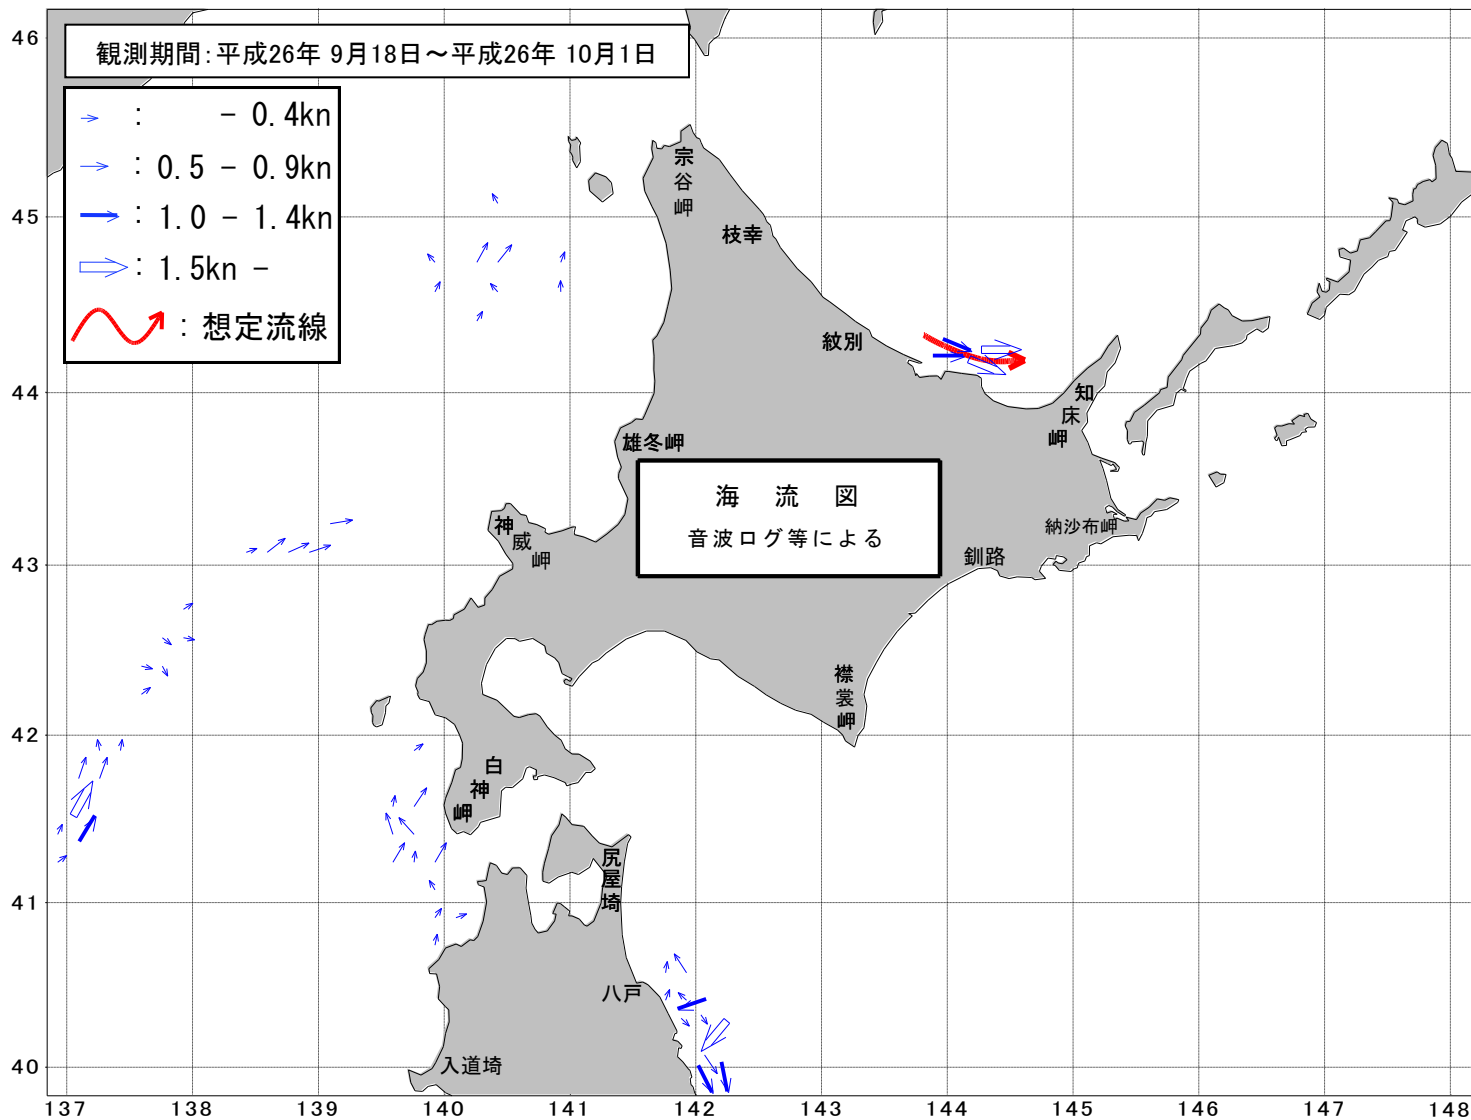 観測期間:平成26年 9月18日～平成26年 10月1日
: - 0.4kn
: 0.5 - 0.9kn
: 1.0 - 1.4kn
: 1.5kn -
: 想定流線
宗谷岬
枝幸
紋別
知床岬
雄冬岬
海 流 図
音波ログ等による
神威岬
納沙布岬
釧路
襟裳岬
白神岬
尻屋埼
八戸
入道埼
46
45
44
43
42
41
40
137 138 139 140 141 142 143 144 145 146 147 148